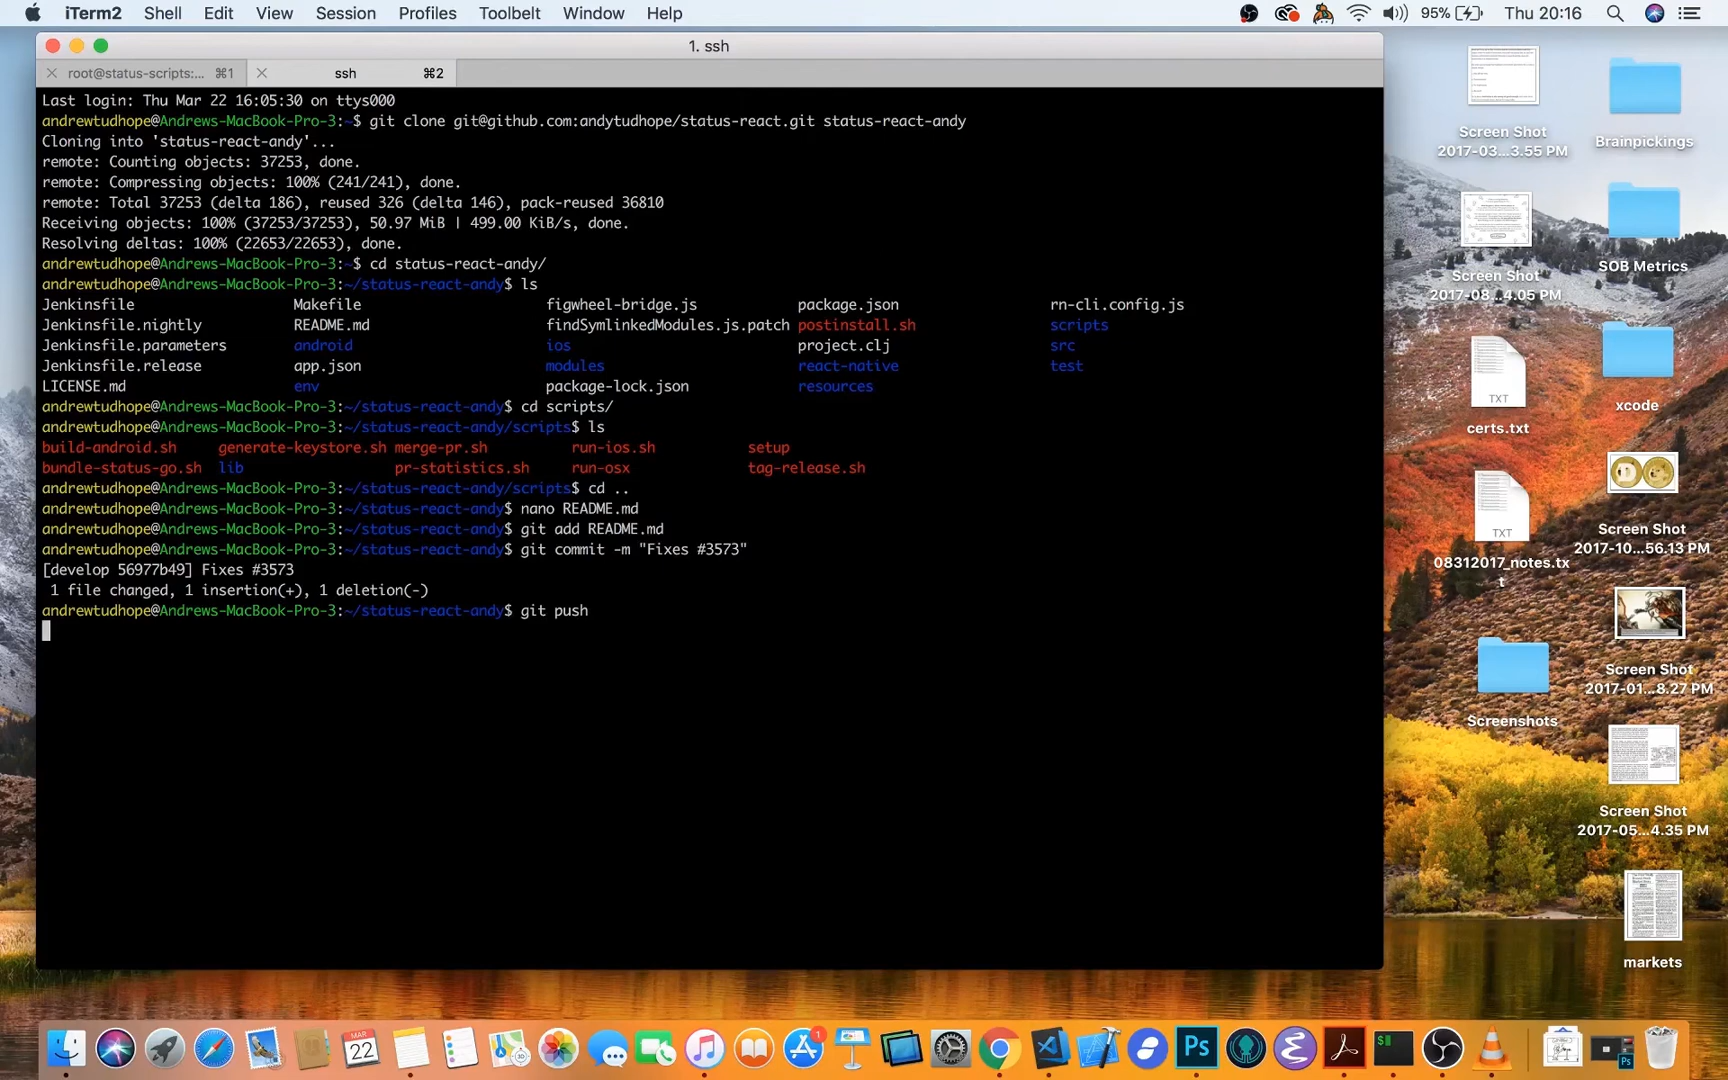 iTerm2 Shell Edit View Session Profiles Toolbelt Window Help 95% Thu 20:16
1. ssh
root@status-scripts:... ⌘1 ssh ⌘2
Last login: Thu Mar 22 16:05:30 on ttys000
andrewtudhope@Andrews-MacBook-Pro-3:~$ git clone git@github.com:andytudhope/status-react.git status-react-andy
Cloning into 'status-react-andy'...
remote: Counting objects: 37253, done.
remote: Compressing objects: 100% (241/241), done.
remote: Total 37253 (delta 186), reused 326 (delta 146), pack-reused 36810
Receiving objects: 100% (37253/37253), 50.97 MiB | 499.00 KiB/s, done.
Resolving deltas: 100% (22653/22653), done.
andrewtudhope@Andrews-MacBook-Pro-3:~$ cd status-react-andy/
andrewtudhope@Andrews-MacBook-Pro-3:~/status-react-andy$ ls
Jenkinsfile Makefile figwheel-bridge.js package.json rn-cli.config.js
Jenkinsfile.nightly README.md findSymlinkedModules.js.patch postinstall.sh scripts
Jenkinsfile.parameters android ios project.clj src
Jenkinsfile.release app.json modules react-native test
LICENSE.md env package-lock.json resources
andrewtudhope@Andrews-MacBook-Pro-3:~/status-react-andy$ cd scripts/
andrewtudhope@Andrews-MacBook-Pro-3:~/status-react-andy/scripts$ ls
build-android.sh generate-keystore.sh merge-pr.sh run-ios.sh setup
bundle-status-go.sh lib pr-statistics.sh run-osx tag-release.sh
andrewtudhope@Andrews-MacBook-Pro-3:~/status-react-andy/scripts$ cd ..
andrewtudhope@Andrews-MacBook-Pro-3:~/status-react-andy$ nano README.md
andrewtudhope@Andrews-MacBook-Pro-3:~/status-react-andy$ git add README.md
andrewtudhope@Andrews-MacBook-Pro-3:~/status-react-andy$ git commit -m "Fixes #3573"
[develop 56977b49] Fixes #3573
1 file changed, 1 insertion(+), 1 deletion(-)
andrewtudhope@Andrews-MacBook-Pro-3:~/status-react-andy$ git push
Screen Shot
2017-03...3.55 PM
Brainpickings
Screen Shot
2017-08...4.05 PM
SOB Metrics
TXT
certs.txt
xcode
TXT
08312017_notes.tx
t
Screen Shot
2017-10...56.13 PM
Screenshots
Screen Shot
2017-01...8.27 PM
Screen Shot
2017-05...4.35 PM
markets
MAR
22
1
Ps
$
Ps